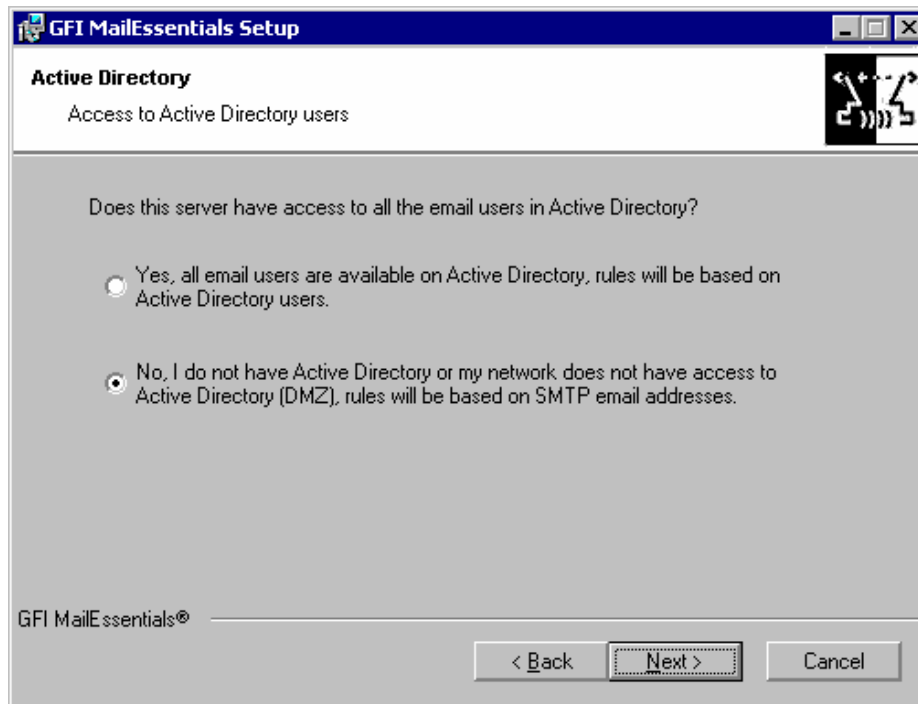 GFI MailEssentials Setup
Active Directory
Access to Active Directory users
Does this server have access to all the email users in Active Directory?
Yes, all email users are available on Active Directory, rules will be based on
Active Directory users.
No, I do not have Active Directory or my network does not have access to
Active Directory (DMZ), rules will be based on SMTP email addresses.
GFI MailEssentials®
< Back
Next >
Cancel